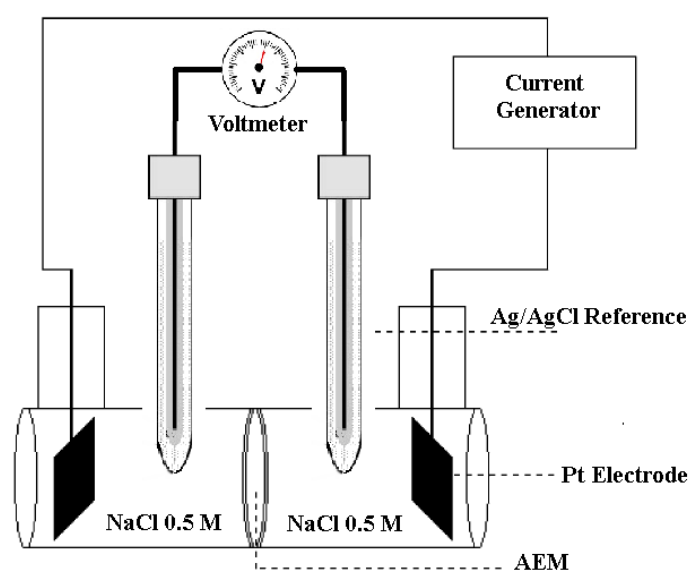 V
Voltmeter
Current
Generator
Ag/AgCl Reference
Pt Electrode
NaCl 0.5 M
NaCl 0.5 M
AEM